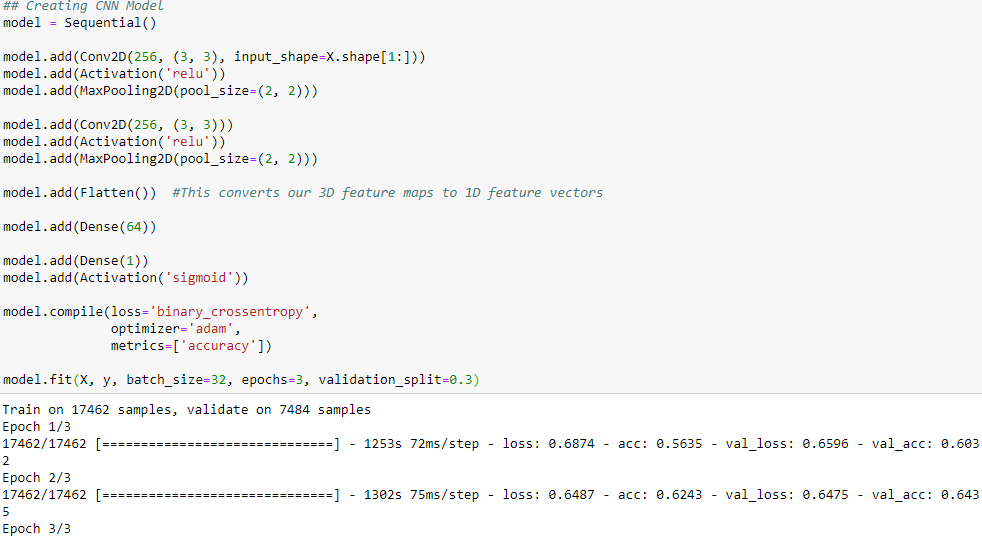 ## Creating CNN Model
model = Sequential()
model.add(Conv2D(256, (3, 3), input_shape=X.shape[1:]))
model.add(Activation('relu'))
model.add(MaxPooling2D(pool_size=(2, 2)))
model.add(Conv2D(256, (3, 3)))
model.add(Activation('relu'))
model.add(MaxPooling2D(pool_size=(2, 2)))
model.add(Flatten())  #This converts our 3D feature maps to 1D feature vectors
model.add(Dense(64))
model.add(Dense(1))
model.add(Activation('sigmoid'))
model.compile(loss='binary_crossentropy',
              optimizer='adam',
              metrics=['accuracy'])
model.fit(X, y, batch_size=32, epochs=3, validation_split=0.3)
Train on 17462 samples, validate on 7484 samples
Epoch 1/3
17462/17462 [==============================] - 1253s 72ms/step - loss: 0.6874 - acc: 0.5635 - val_loss: 0.6596 - val_acc: 0.603
2
Epoch 2/3
17462/17462 [==============================] - 1302s 75ms/step - loss: 0.6487 - acc: 0.6243 - val_loss: 0.6475 - val_acc: 0.643
5
Epoch 3/3